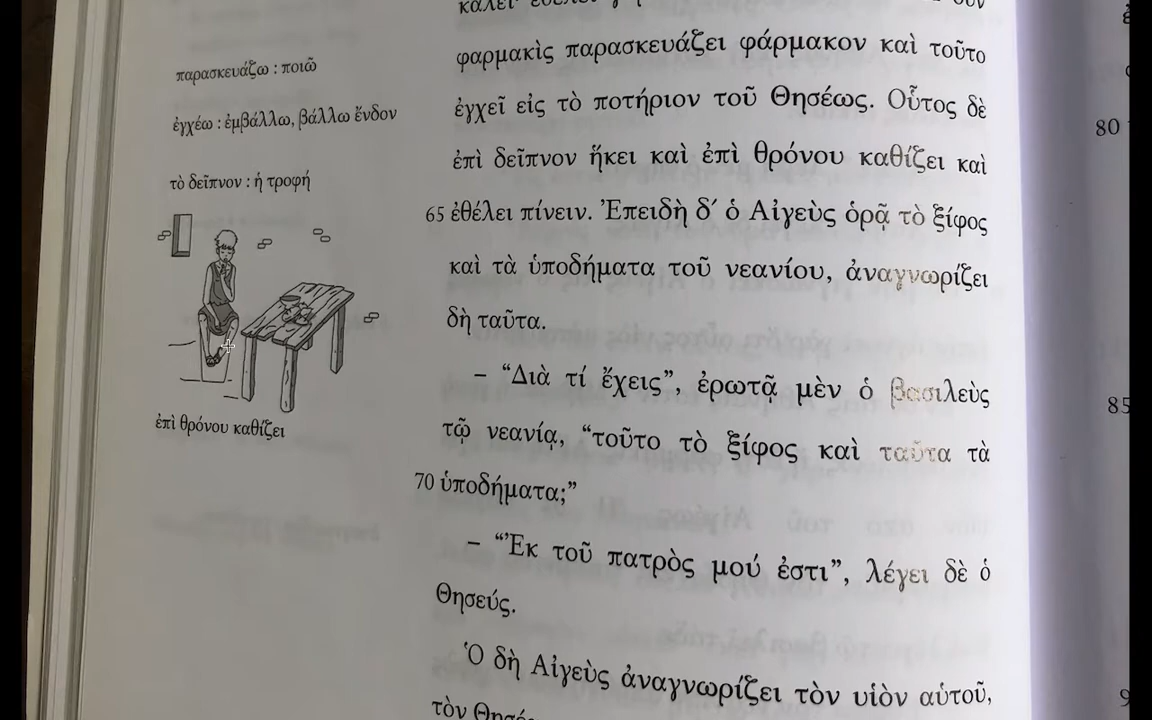 παρασκευάζω : ποιῶ
ἐγχέω : ἐμβάλλω, βάλλω ἔνδον
τὸ δεῖπνον : ἡ τροφή
ἐπὶ θρόνου καθίζει
φαρμακὶς παρασκευάζει φάρμακον καὶ τοῦτο
ἐγχεῖ εἰς τὸ ποτήριον τοῦ Θησέως. Οὗτος δὲ
ἐπὶ δεῖπνον ἥκει καὶ ἐπὶ θρόνου καθίζει καὶ
65 ἐθέλει πίνειν. Ἐπειδὴ δ’ ὁ Αἰγεὺς ὁρᾷ τὸ ξίφος
καὶ τὰ ὑποδήματα τοῦ νεανίου, ἀναγνωρίζει
δὴ ταῦτα.
– “Διὰ τί ἔχεις”, ἐρωτᾷ μὲν ὁ βασιλεὺς
τῷ νεανίᾳ, “τοῦτο τὸ ξίφος καὶ ταῦτα τὰ
70 ὑποδήματα;”
– “Ἐκ τοῦ πατρὸς μού ἐστι”, λέγει δὲ ὁ
Θησεύς.
Ὁ δὴ Αἰγεὺς ἀναγνωρίζει τὸν υἱὸν αὑτοῦ,
τὸν
80
85